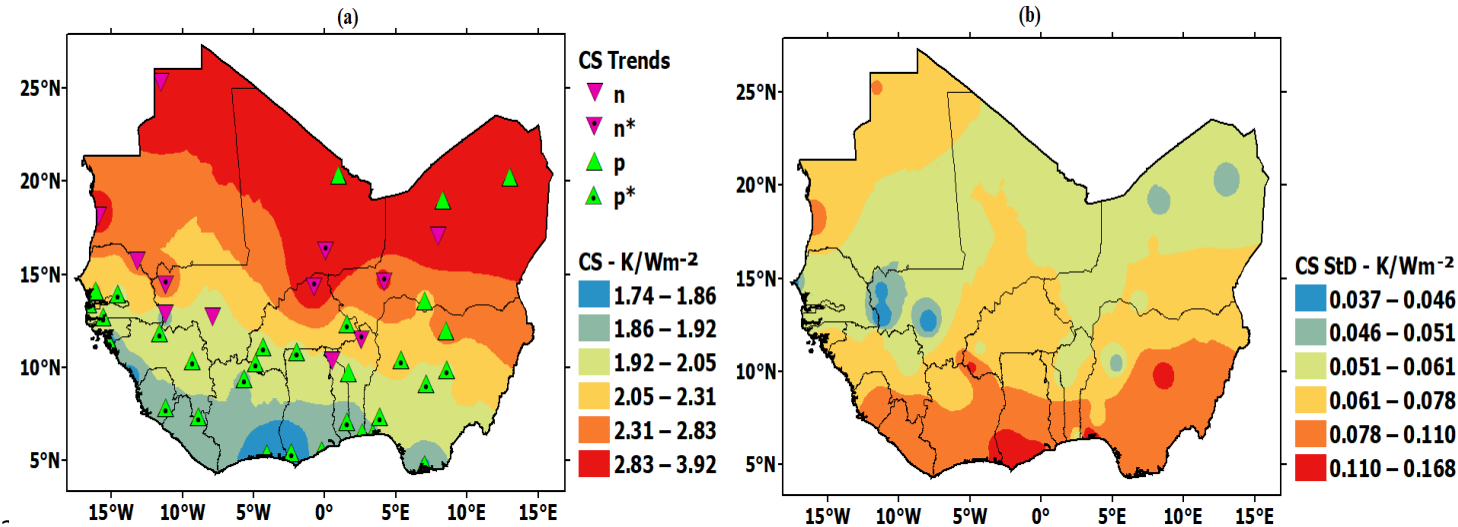 (a)
25°N
20°N
15°N
10°N
5°N
15°W 10°W 5°W 0° 5°E 10°E 15°E
CS Trends
n
n*
p
p*
CS - K/Wm⁻²
1.74 – 1.86
1.86 – 1.92
1.92 – 2.05
2.05 – 2.31
2.31 – 2.83
2.83 – 3.92
(b)
25°N
20°N
15°N
10°N
5°N
15°W 10°W 5°W 0° 5°E 10°E 15°E
CS StD - K/Wm⁻²
0.037 – 0.046
0.046 – 0.051
0.051 – 0.061
0.061 – 0.078
0.078 – 0.110
0.110 – 0.168